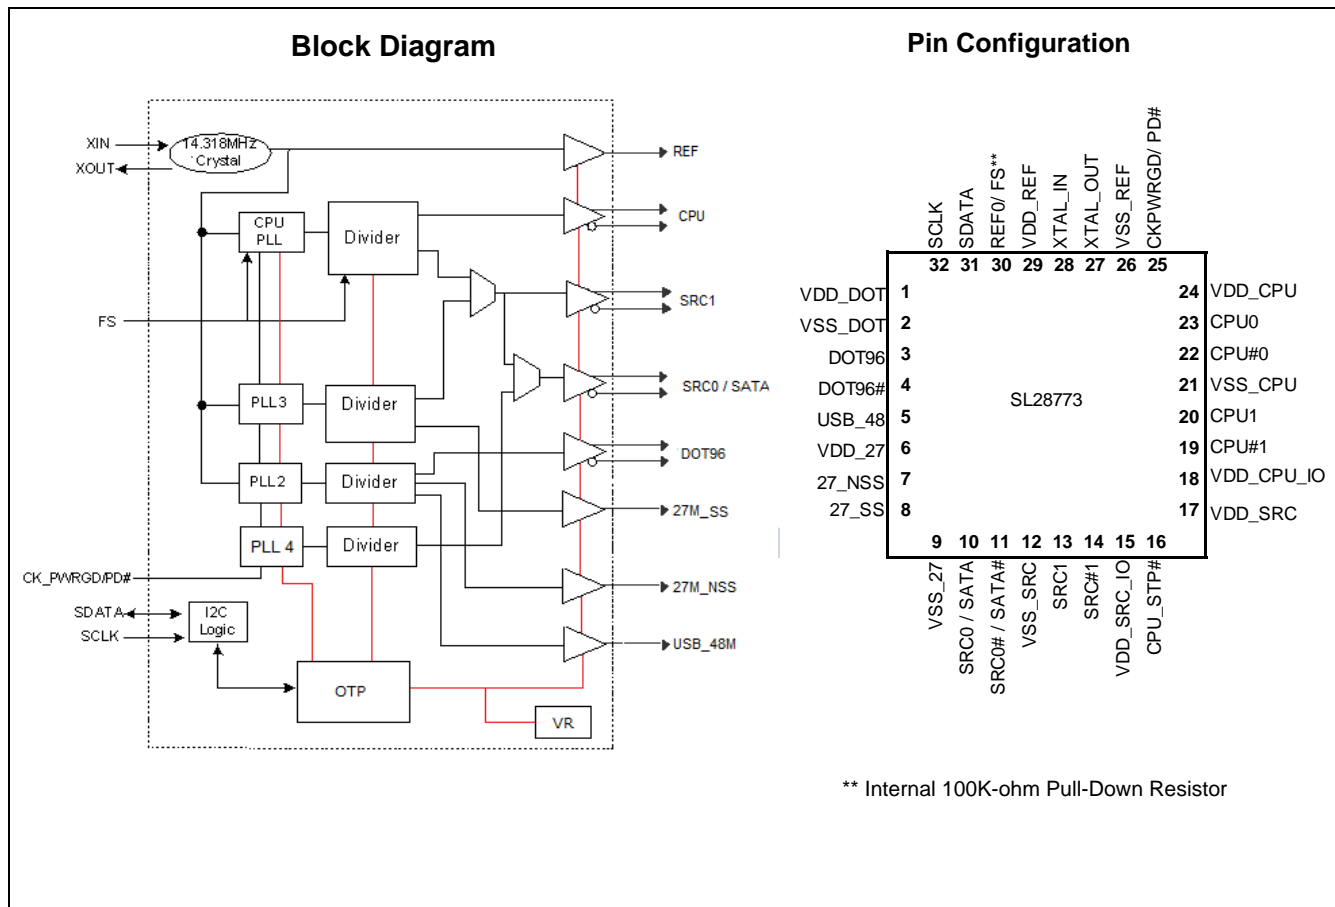 Block Diagram
Pin Configuration
XIN
XOUT
14.318MHz
Crystal
REF
CPU
PLL
Divider
CPU
SRC1
FS
SRC0 / SATA
PLL3
Divider
DOT96
PLL2
Divider
27M_SS
PLL 4
Divider
CK_PWRGD/PD#
27M_NSS
SDATA
SCLK
I2C
Logic
USB_48M
OTP
VR
SCLK
SDATA
REF0/ FS**
VDD_REF
XTAL_IN
XTAL_OUT
VSS_REF
CKPWRGD/ PD#
32 31 30 29 28 27 26 25
VDD_DOT 1
VSS_DOT 2
DOT96 3
DOT96# 4
USB_48 5
VDD_27 6
27_NSS 7
27_SS 8
SL28773
24 VDD_CPU
23 CPU0
22 CPU#0
21 VSS_CPU
20 CPU1
19 CPU#1
18 VDD_CPU_IO
17 VDD_SRC
9 10 11 12 13 14 15 16
VSS_27
SRC0 / SATA
SRC0# / SATA#
VSS_SRC
SRC1
SRC#1
VDD_SRC_IO
CPU_STP#
** Internal 100K-ohm Pull-Down Resistor